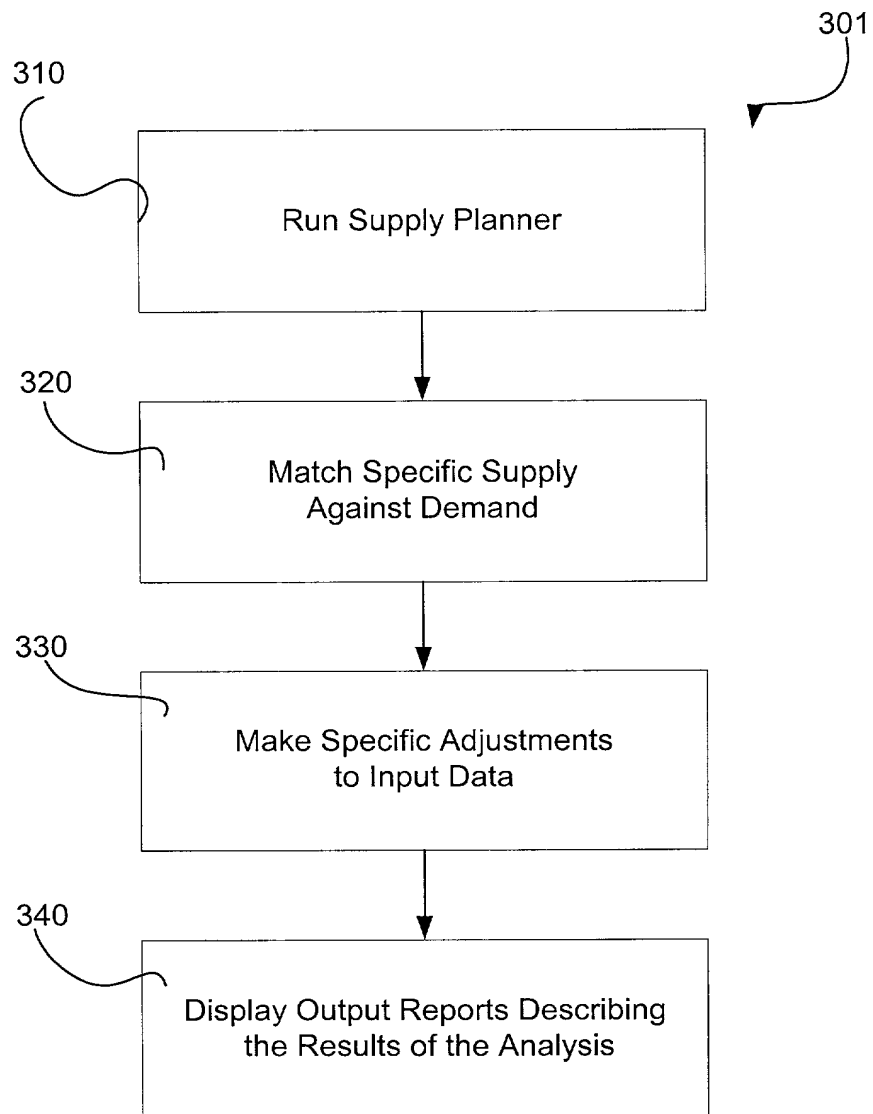 301
310
Run Supply Planner
320
Match Specific Supply
Against Demand
330
Make Specific Adjustments
to Input Data
340
Display Output Reports Describing
the Results of the Analysis